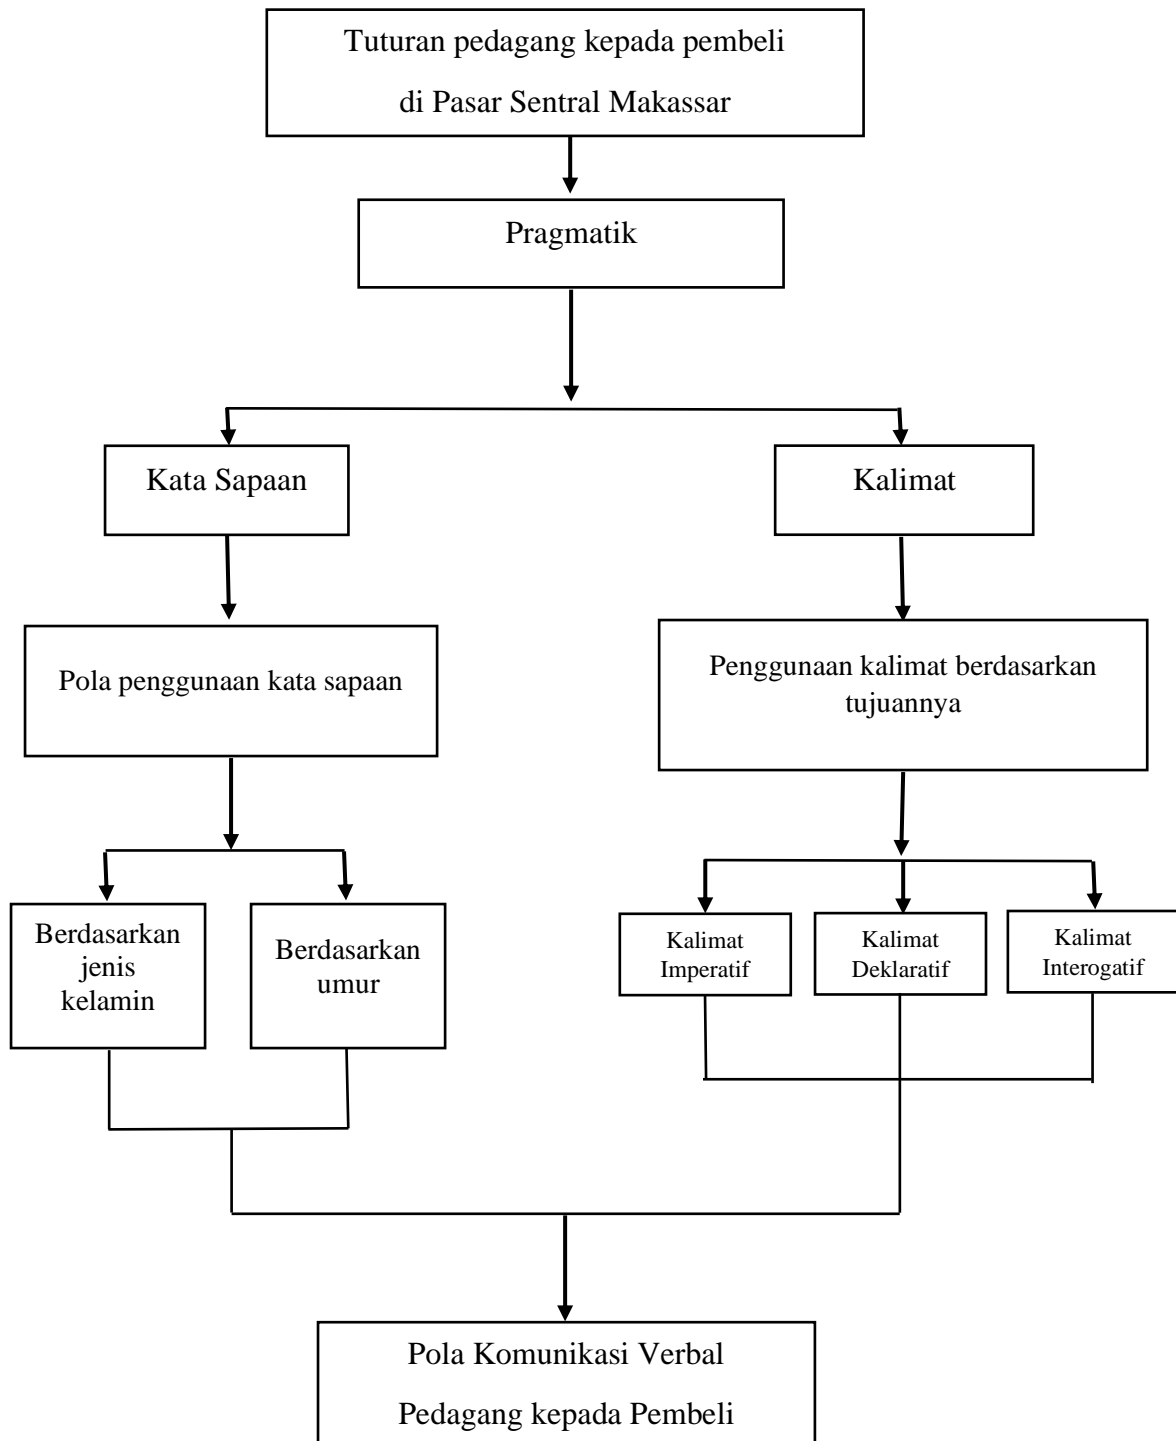 Tuturan pedagang kepada pembeli
di Pasar Sentral Makassar
Pragmatik
Kata Sapaan
Kalimat
Pola penggunaan kata sapaan
Penggunaan kalimat berdasarkan
tujuannya
Berdasarkan
jenis
kelamin
Berdasarkan
umur
Kalimat
Imperatif
Kalimat
Deklaratif
Kalimat
Interogatif
Pola Komunikasi Verbal
Pedagang kepada Pembeli